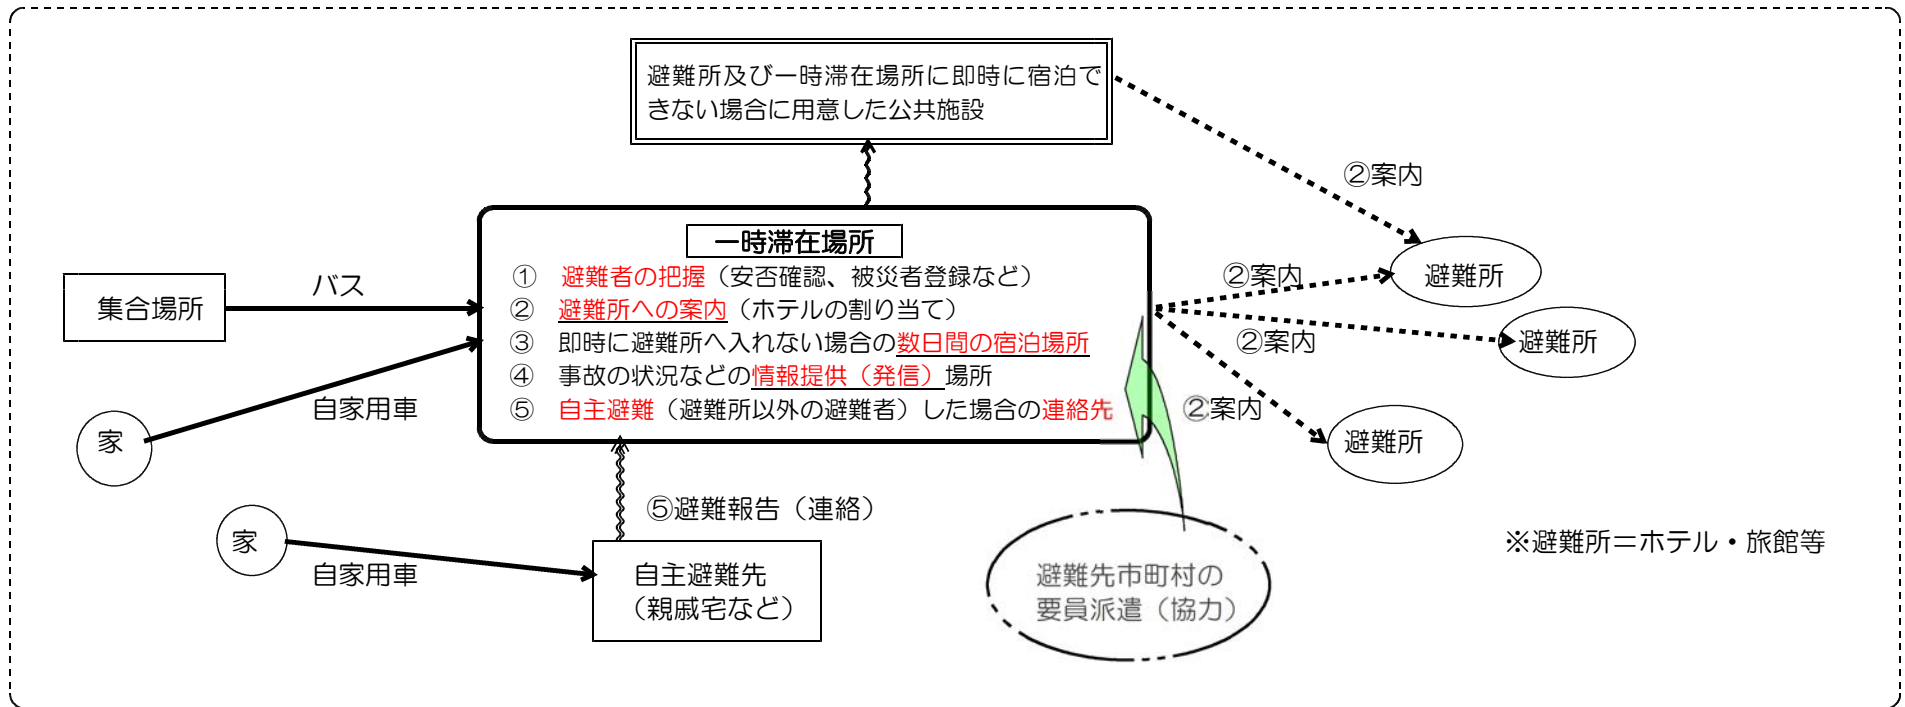 避難所及び一時滞在場所に即時に宿泊で
きない場合に用意した公共施設
②案内
一時滞在場所
① 避難者の把握（安否確認、被災者登録など）
② 避難所への案内（ホテルの割り当て）
③ 即時に避難所へ入れない場合の数日間の宿泊場所
④ 事故の状況などの情報提供（発信）場所
⑤ 自主避難（避難所以外の避難者）した場合の連絡先
集合場所
バス
家
自家用車
②案内
避難所
②案内
避難所
②案内
避難所
⑤避難報告（連絡）
家
自家用車
自主避難先
（親戚宅など）
避難先市町村の
要員派遣（協力）
※避難所＝ホテル・旅館等